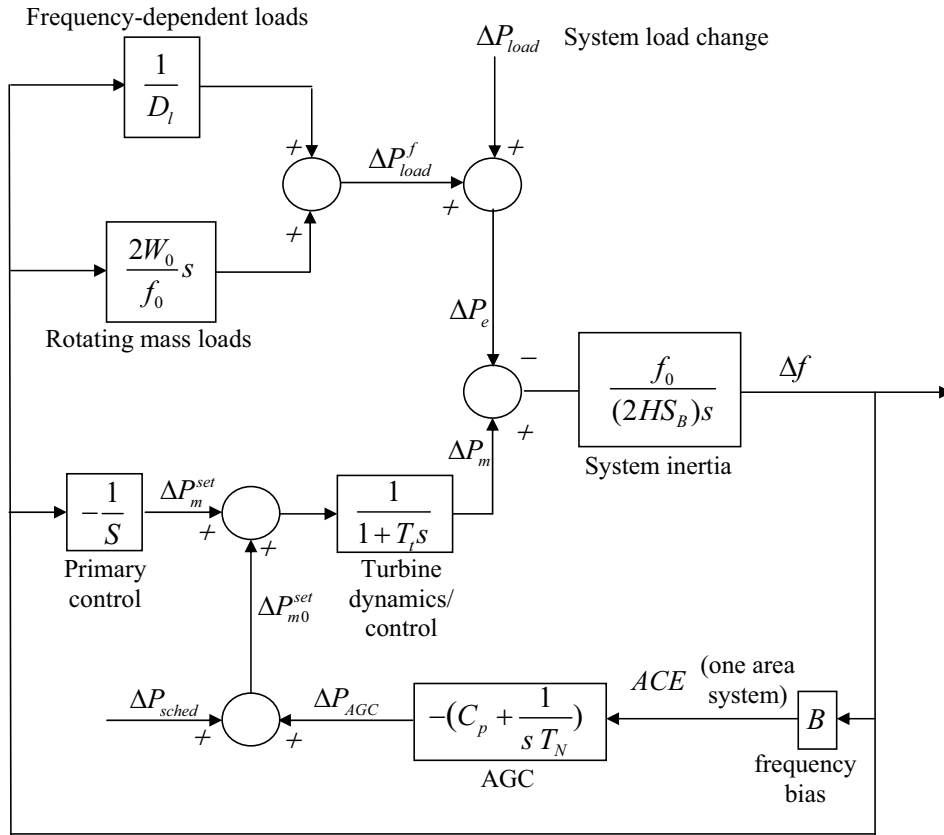 Frequency-dependent loads
ΔP_load System load change
1
D_l
+
+
ΔP^f_load
+
+
2W_0
f_0
s
+
Rotating mass loads
ΔP_e
−
f_0
(2HS_B)s
Δf
+
System inertia
ΔP_m
−1
S
ΔP^set_m
+
+
1
1 + T_t s
Primary
control
Turbine
dynamics/
control
ΔP^set_m0
ΔP_sched
+
+
ΔP_AGC
−(C_p + 1
s T_N
)
AGC
ACE (one area
system)
B
frequency
bias